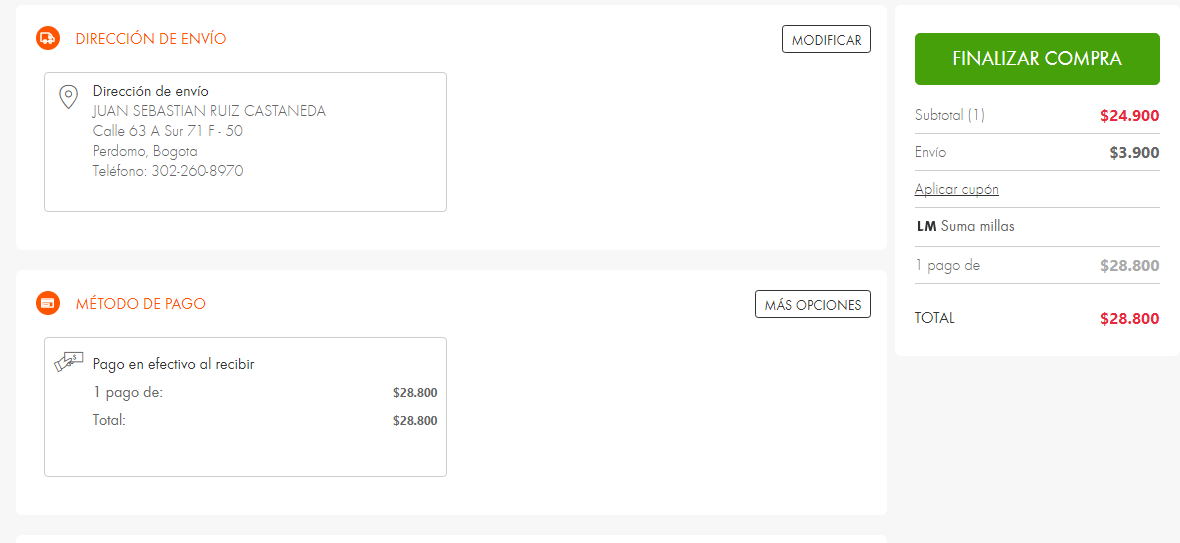 DIRECCIÓN DE ENVÍO
MODIFICAR
Dirección de envío
JUAN SEBASTIAN RUIZ CASTANEDA
Calle 63 A Sur 71 F - 50
Perdomo, Bogota
Teléfono: 302-260-8970
MÉTODO DE PAGO
MÁS OPCIONES
Pago en efectivo al recibir
1 pago de: $28.800
Total: $28.800
FINALIZAR COMPRA
Subtotal (1) $24.900
Envío $3.900
Aplicar cupón
LM Suma millas
1 pago de $28.800
TOTAL $28.800